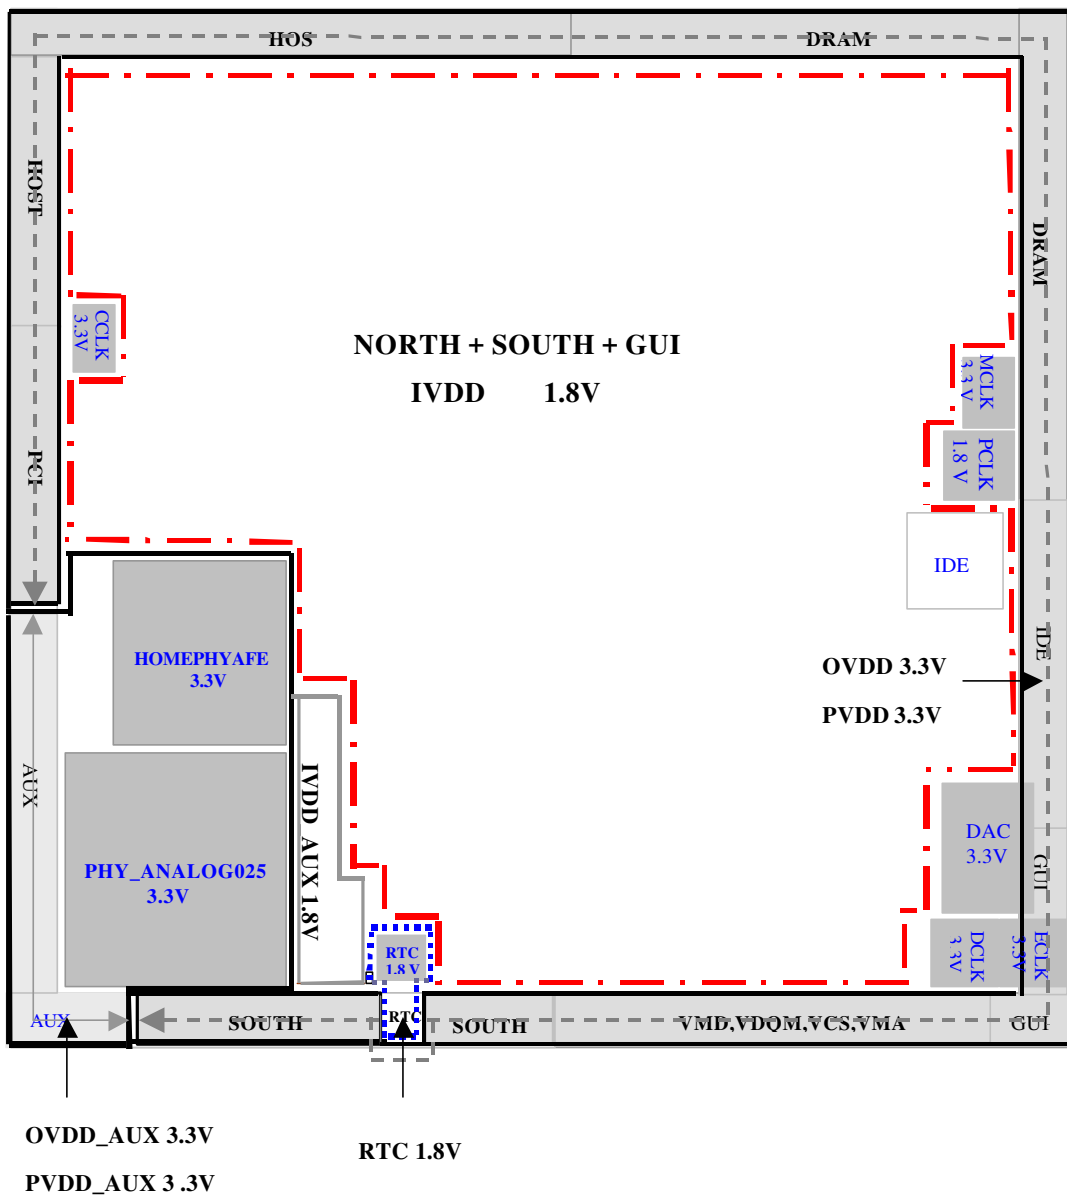 HOS
DRAM
HOST
DRAM
CCLK
3.3V
NORTH + SOUTH + GUI
IVDD 1.8V
MCLK
3.3 V
PCLK
1.8 V
PCI
IDE
HOMEPHYAFE
3.3V
IDE
OVDD 3.3V
PVDD 3.3V
AUX
IVDD AUX 1.8V
PHY_ANALOG025
3.3V
DAC
3.3V
GUI
RTC
1.8 V
DCLK
3.3V
ECLK
3.3V
AUX
SOUTH
RTC
SOUTH
VMD,VDQM,VCS,VMA
GUI
OVDD_AUX 3.3V
PVDD_AUX 3 .3V
RTC 1.8V